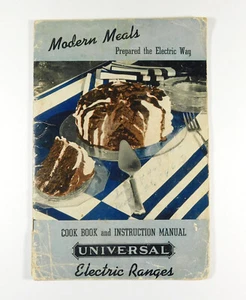 Modern Meals
Prepared the Electric Way
COOK BOOK and INSTRUCTION MANUAL
UNIVERSAL
Electric Ranges